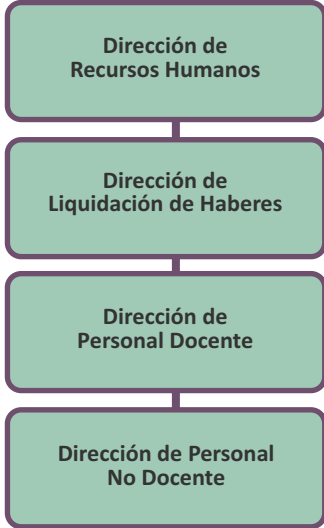 Dirección de
Recursos Humanos
Dirección de
Liquidación de Haberes
Dirección de
Personal Docente
Dirección de Personal
No Docente